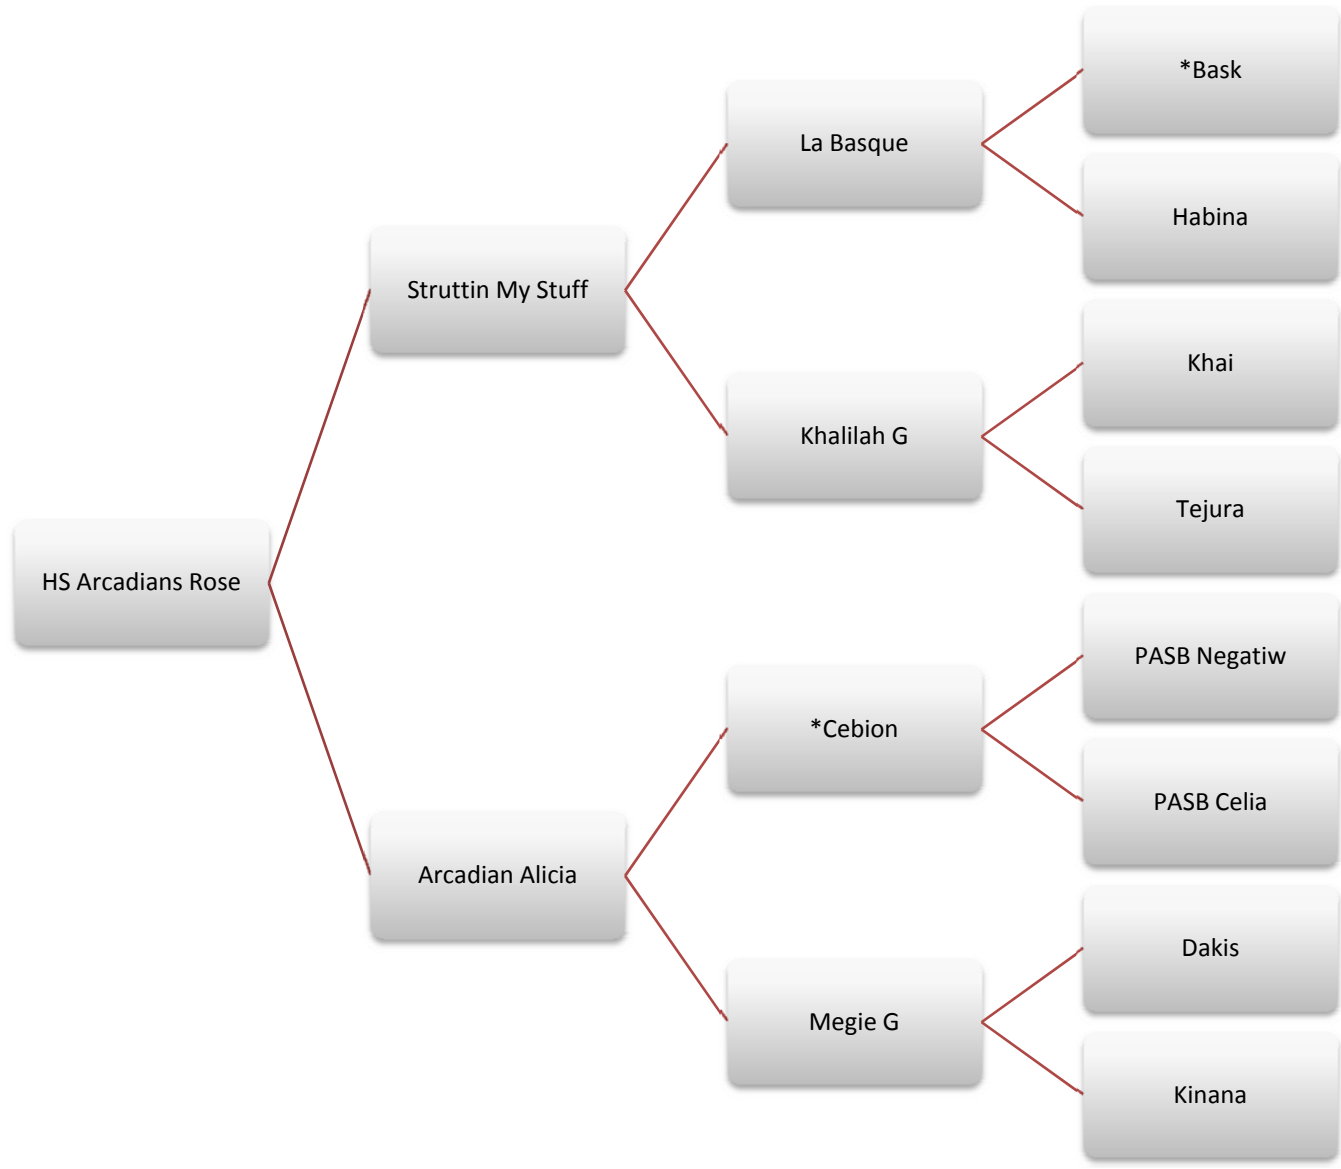 *Bask
La Basque
Habina
Struttin My Stuff
Khai
Khalilah G
Tejura
HS Arcadians Rose
PASB Negatiw
*Cebion
PASB Celia
Arcadian Alicia
Dakis
Megie G
Kinana